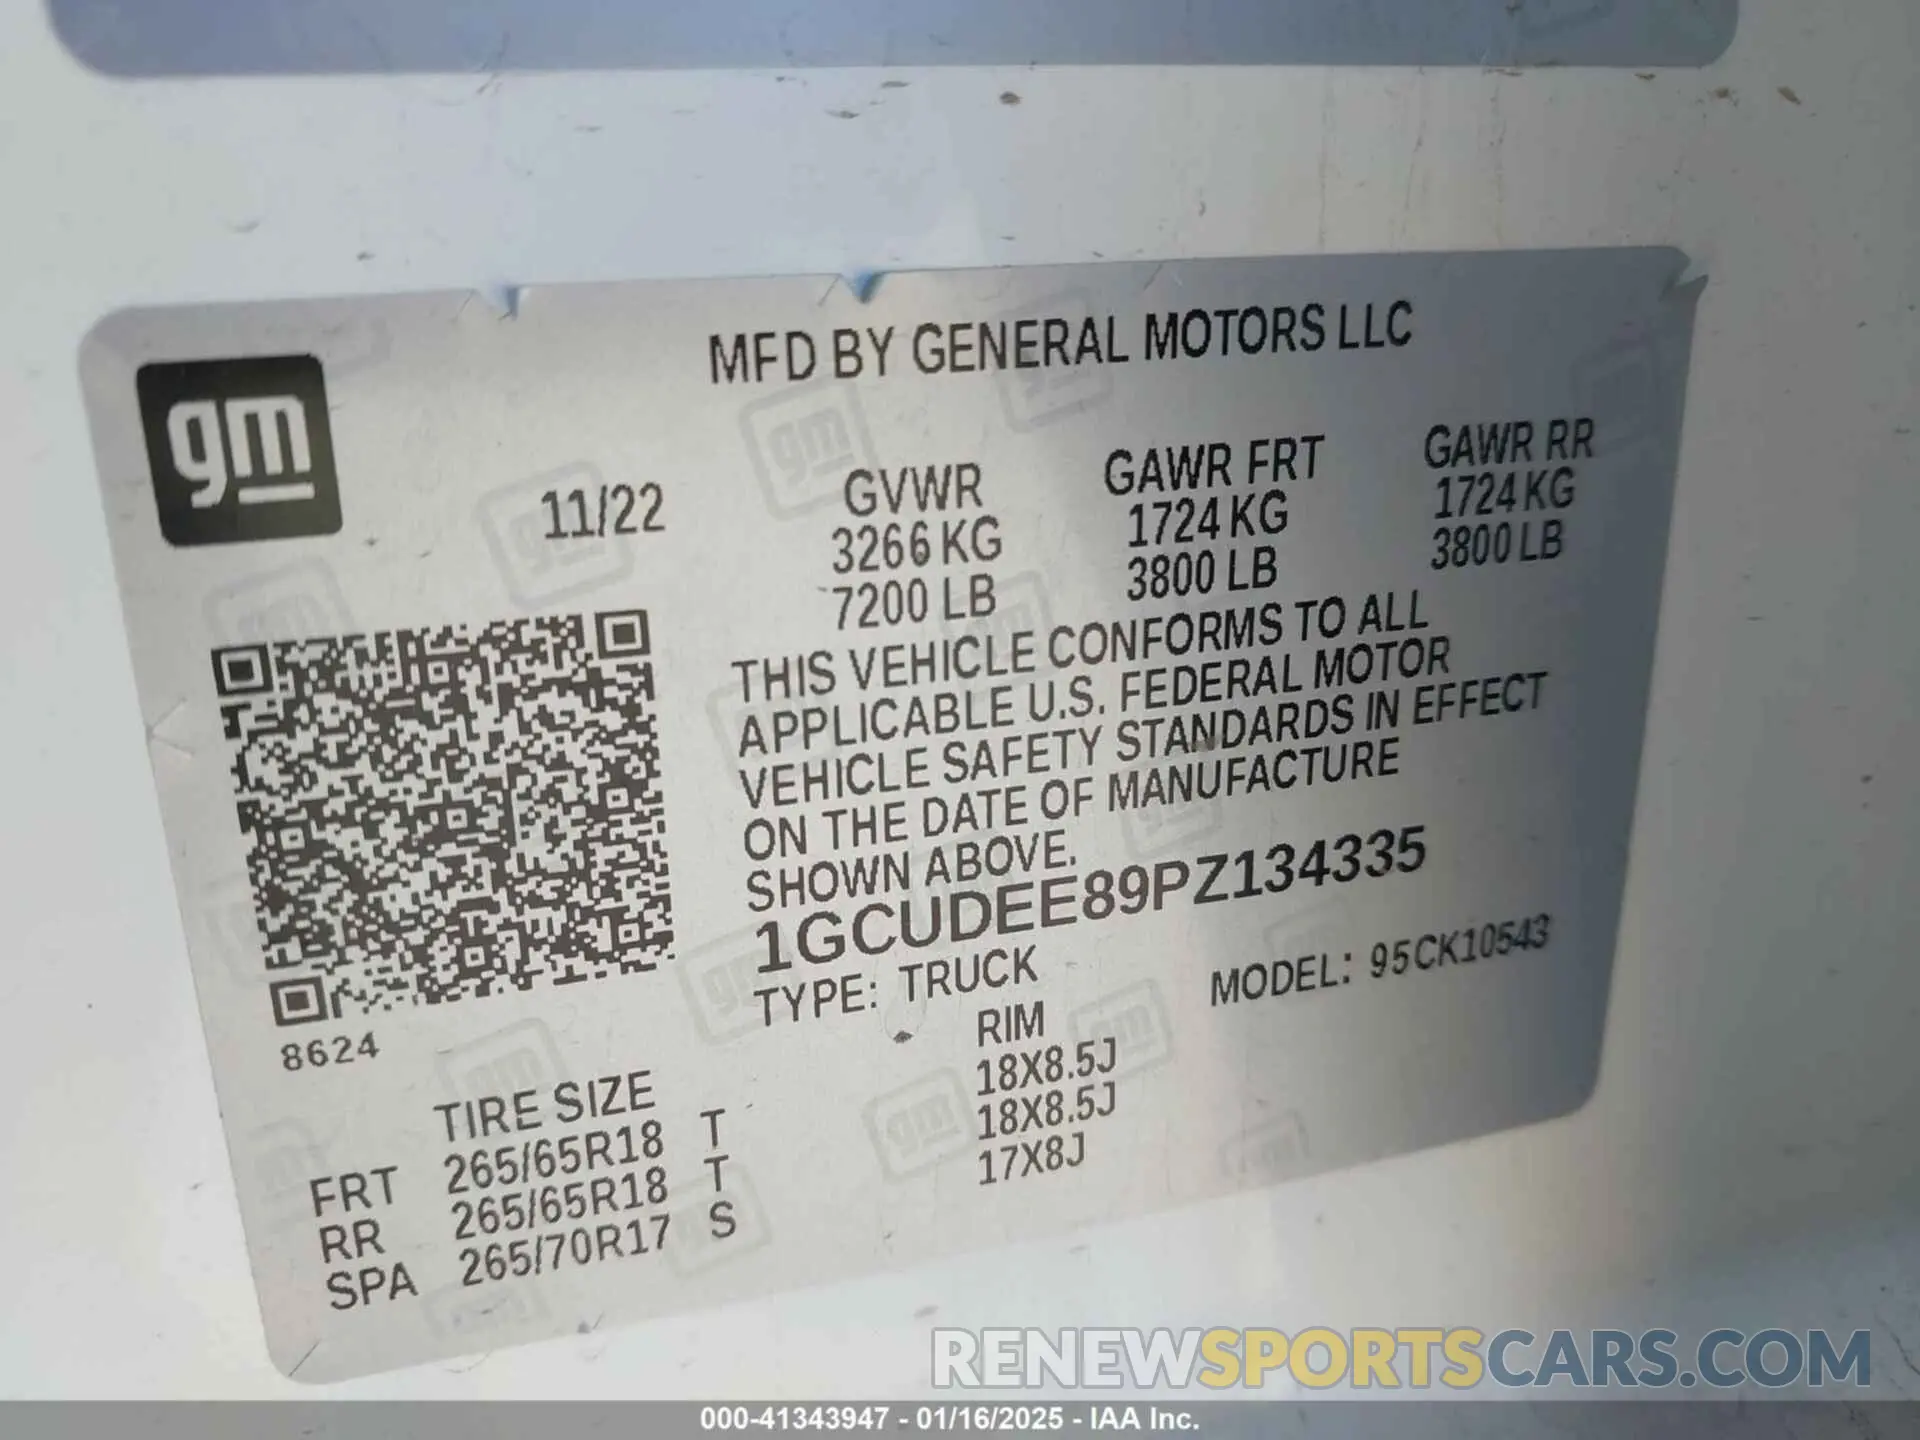 MFD BY GENERAL MOTORS LLC
gm
11/22
GVWR GAWR FRT GAWR RR
3266 KG 1724 KG 1724 KG
7200 LB 3800 LB 3800 LB
THIS VEHICLE CONFORMS TO ALL
APPLICABLE U.S. FEDERAL MOTOR
VEHICLE SAFETY STANDARDS IN EFFECT
ON THE DATE OF MANUFACTURE
SHOWN ABOVE.
1GCUDEE89PZ134335
TYPE: TRUCK MODEL: 95CK10543
8624
TIRE SIZE RIM
FRT 265/65R18 T 18X8.5J
RR 265/65R18 T 18X8.5J
SPA 265/70R17 S 17X8J
RENEWSPORTSCARS.COM
000-41343947 - 01/16/2025 - IAA Inc.